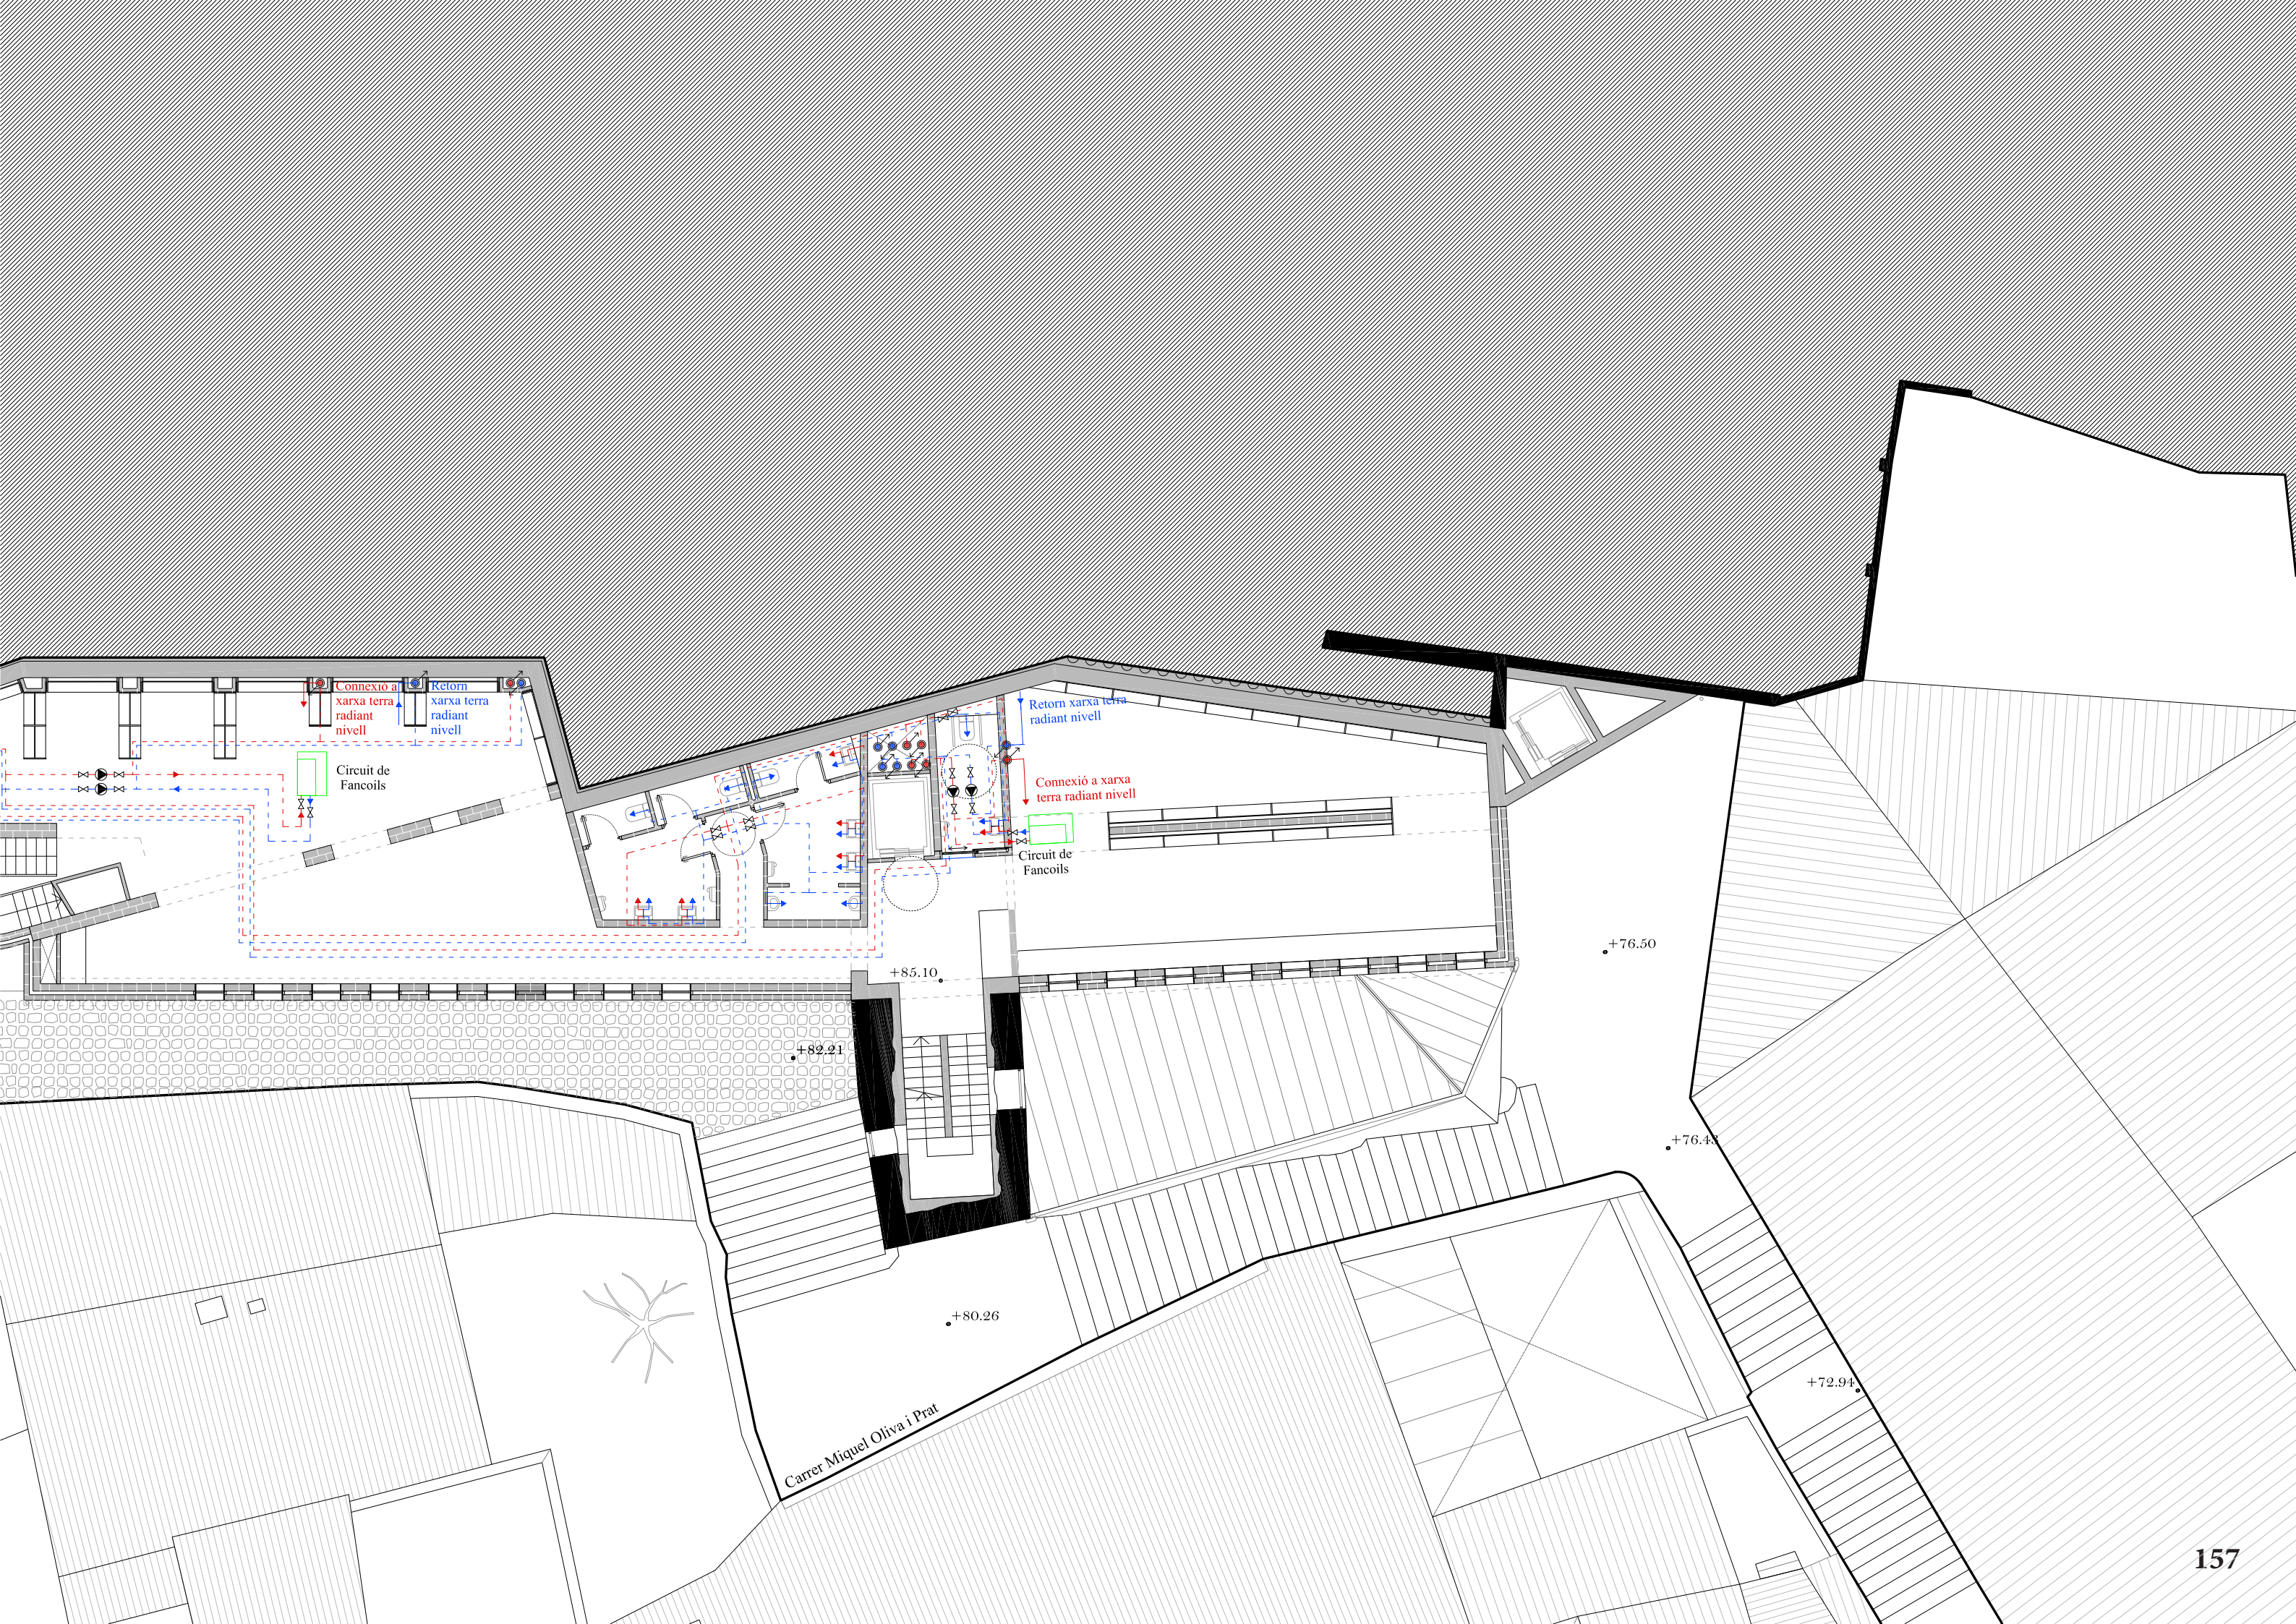 Connexió a
xarxa terra
radiant
nivell
Retorn
xarxa terra
radiant
nivell
Circuit de
Fancoils
Retorn xarxa terra
radiant nivell
Connexió a xarxa
terra radiant nivell
Circuit de
Fancoils
+76.50
+85.10
+82.21
+76.43
+80.26
+72.94
Carrer Miquel Oliva i Prat
157